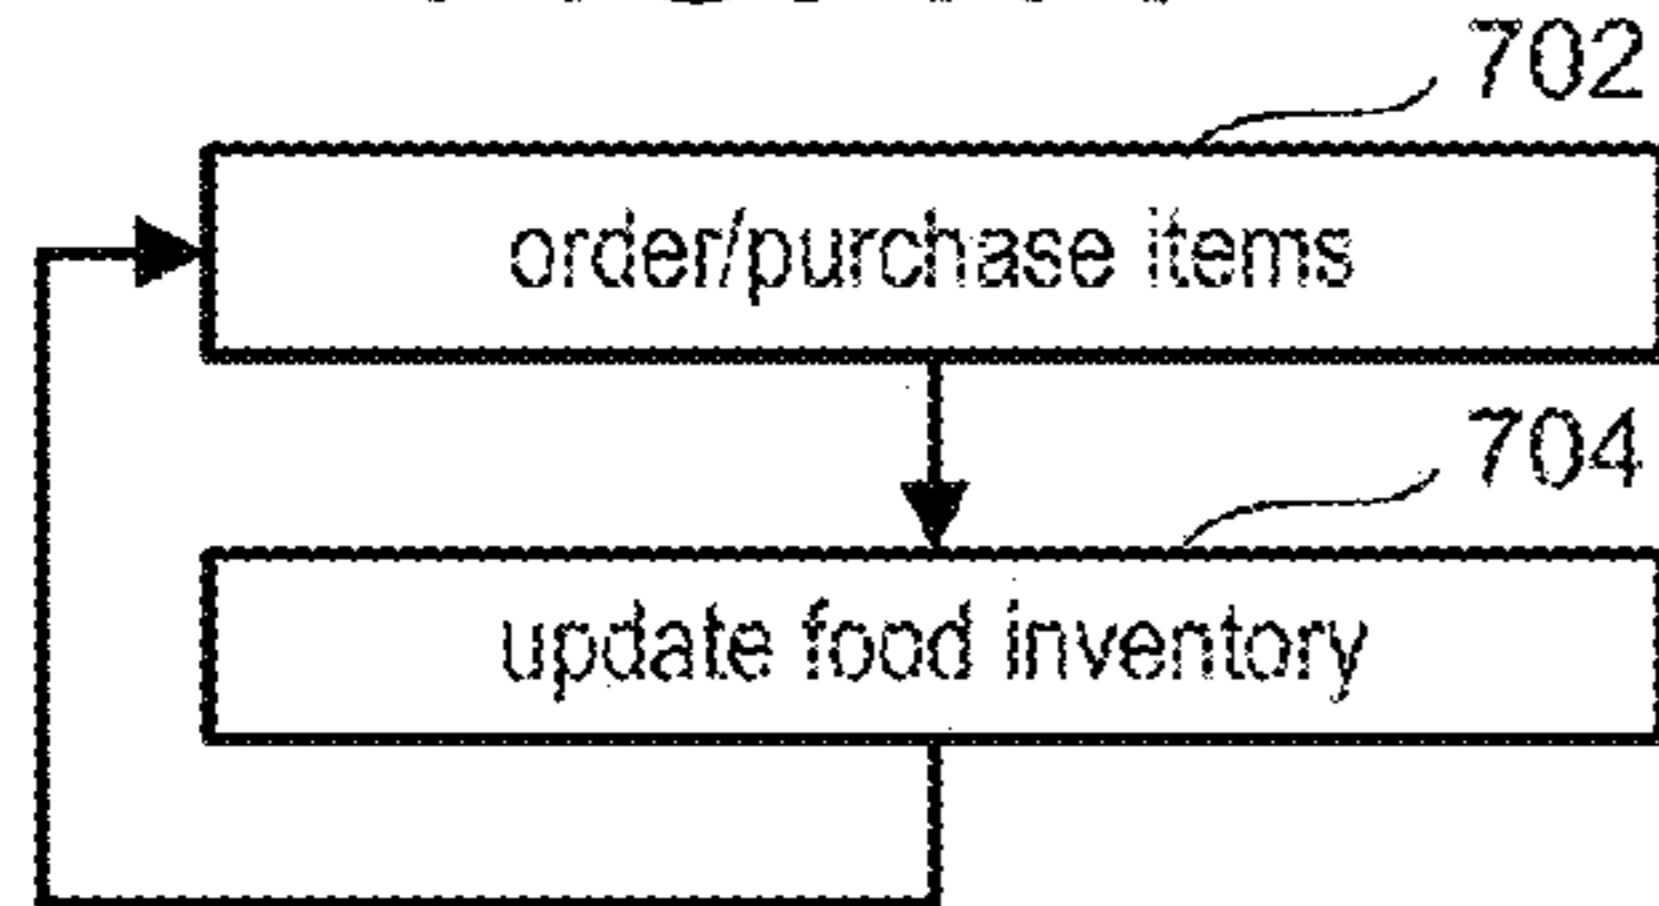 702
order/purchase items
704
update food inventory